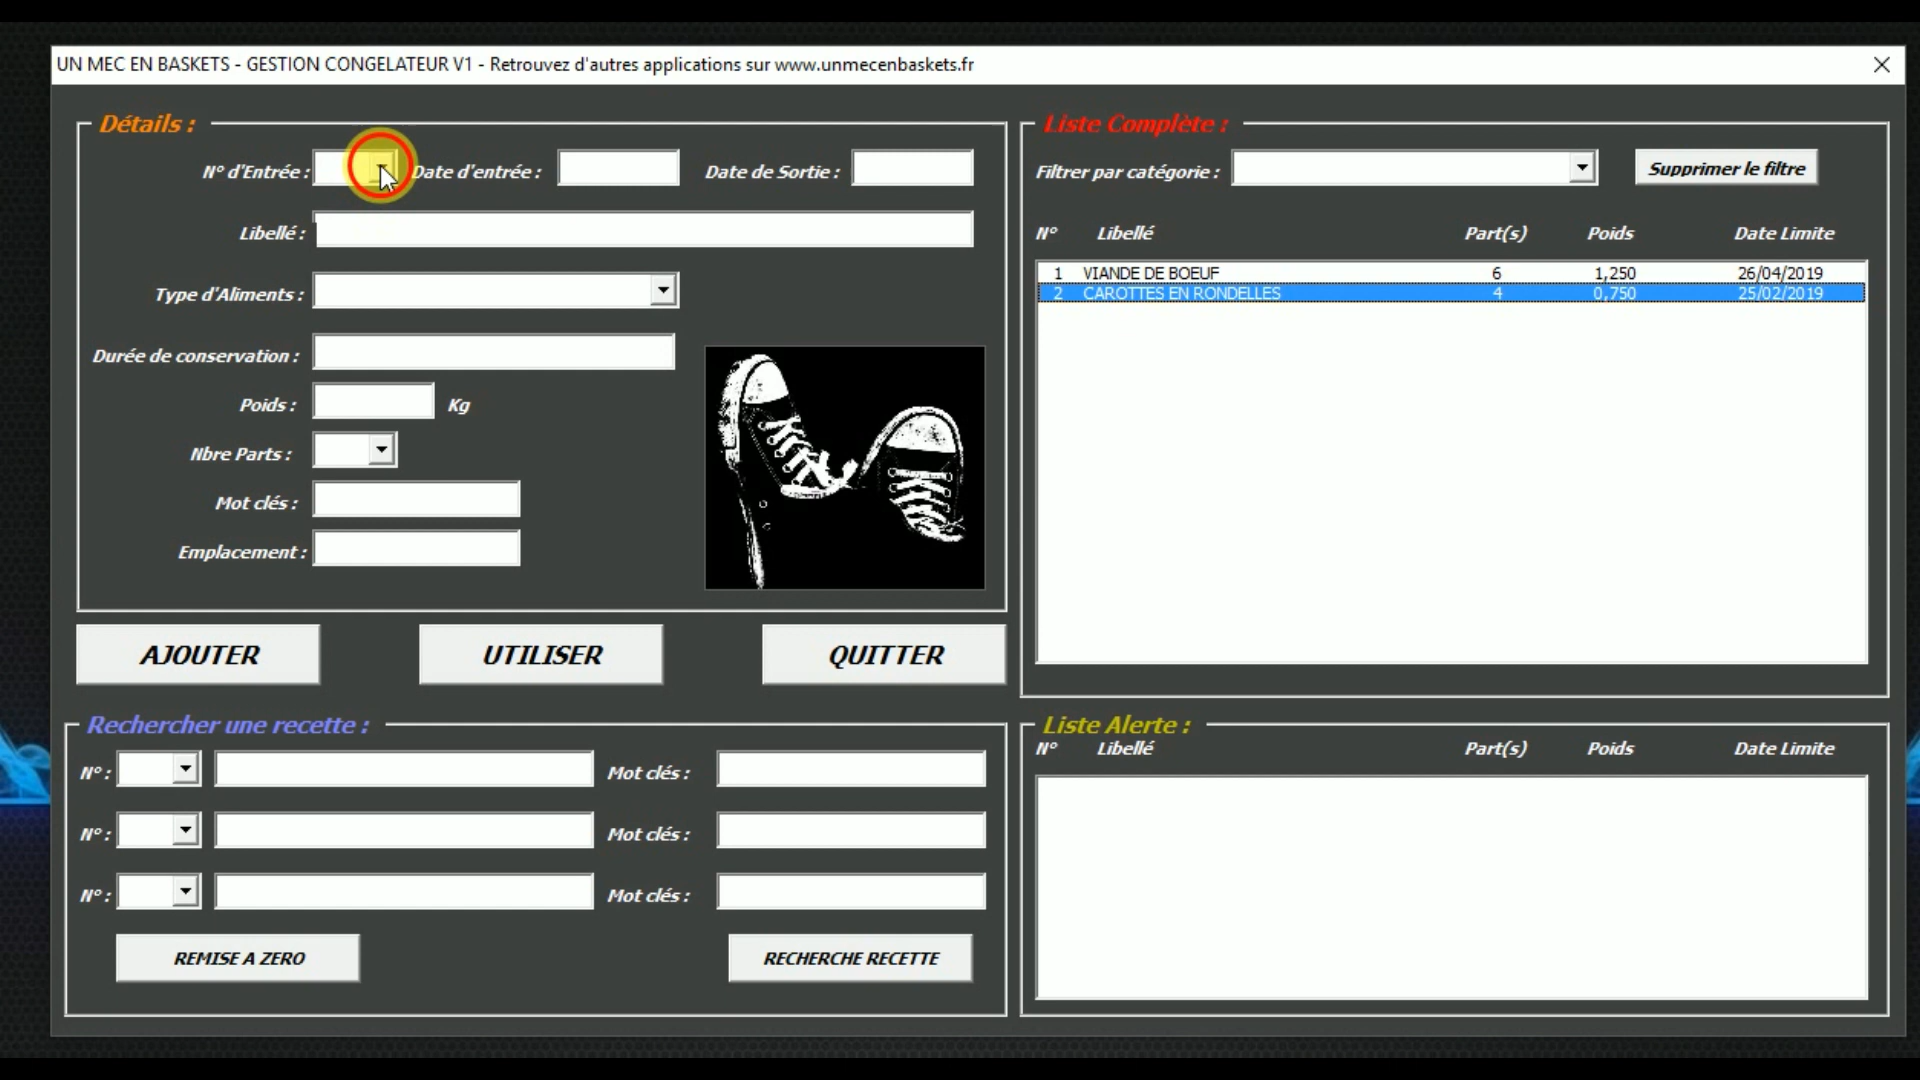 UN MEC EN BASKETS - GESTION CONGELATEUR V1 - Retrouvez d'autres applications sur www.unmecenbaskets.fr
Détails :
N° d'Entrée :
Date d'entrée :
Date de Sortie :
Libellé :
Type d'Aliments :
Durée de conservation :
Poids :
Kg
Nbre Parts :
Mot clés :
Emplacement :
AJOUTER
UTILISER
QUITTER
Rechercher une recette :
N° :
Mot clés :
N° :
Mot clés :
N° :
Mot clés :
REMISE A ZERO
RECHERCHE RECETTE
Liste Complète :
Filtrer par catégorie :
Supprimer le filtre
N° Libellé Part(s) Poids Date Limite
1 VIANDE DE BOEUF 6 1,250 26/04/2019
2 CAROTTES EN RONDELLES 4 0,750 25/02/2019
Liste Alerte :
N° Libellé Part(s) Poids Date Limite